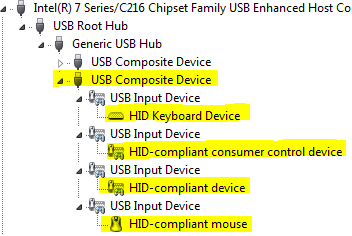 Intel(R) 7 Series/C216 Chipset Family USB Enhanced Host Co
USB Root Hub
Generic USB Hub
USB Composite Device
USB Composite Device
USB Input Device
HID Keyboard Device
USB Input Device
HID-compliant consumer control device
USB Input Device
HID-compliant device
USB Input Device
HID-compliant mouse